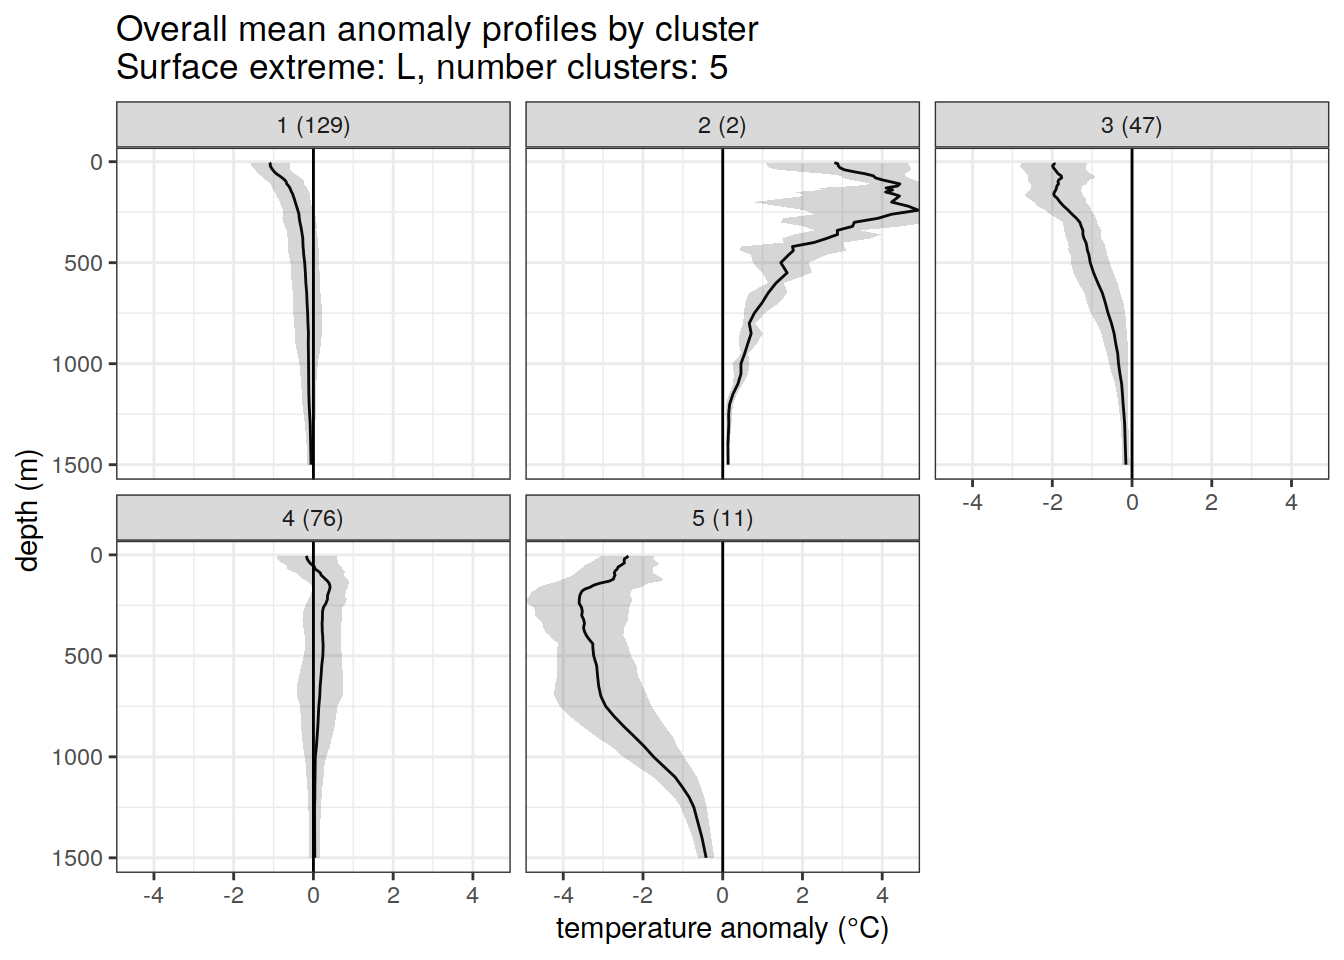 Overall mean anomaly profiles by cluster
Surface extreme: L, number clusters: 5
1 (129)
2 (2)
3 (47)
0
500
1000
1500
-4 -2 0 2 4
4 (76)
5 (11)
0
500
1000
1500
-4 -2 0 2 4
-4 -2 0 2 4
depth (m)
temperature anomaly (°C)